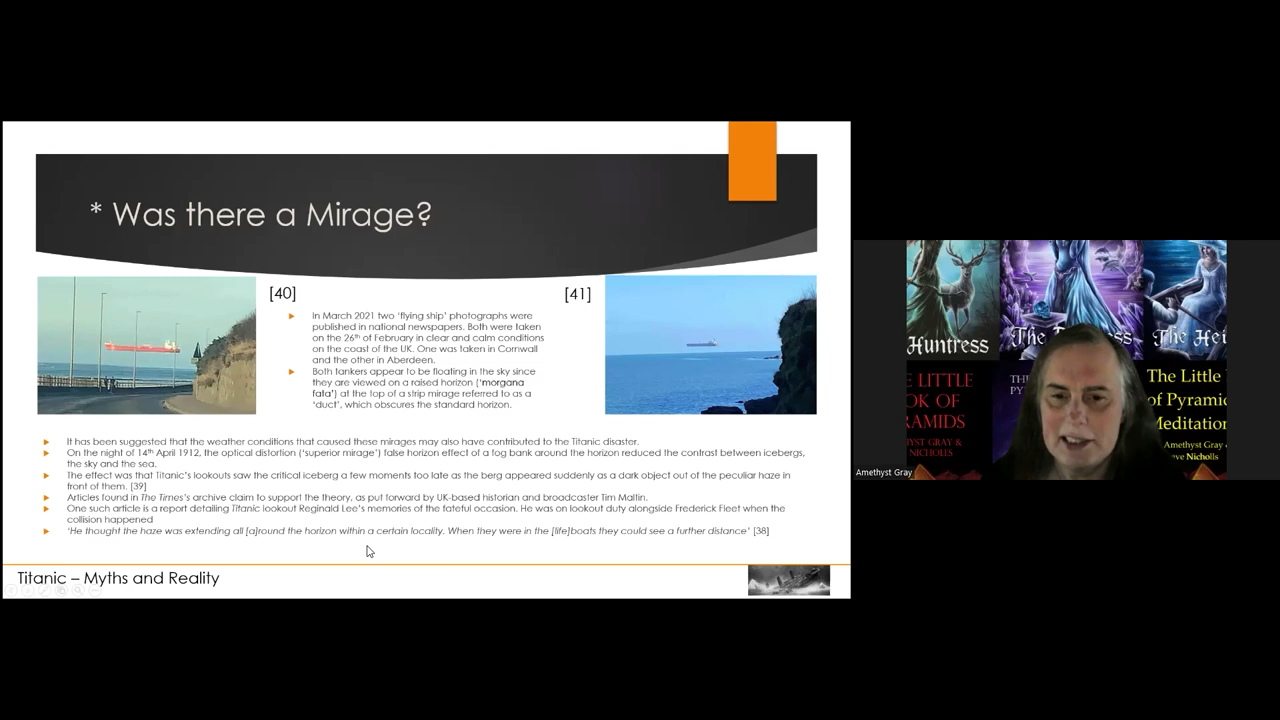 * Was there a Mirage?
[40]
[41]
In March 2021 two 'flying ship' photographs were
published in national newspapers. Both were taken
on the 26th of February in clear and calm conditions
on the coast of the UK. One was taken in Cornwall
and the other in Aberdeen.
Both tankers appear to be floating in the sky since
they are viewed on a raised horizon ('morgana
fata') at the top of a strip mirage referred to as a
'duct', which obscures the standard horizon.
It has been suggested that the weather conditions that caused these mirages may also have contributed to the Titanic disaster.
On the night of 14th April 1912, the optical distortion ('superior mirage') false horizon effect of a fog bank around the horizon reduced the contrast between icebergs,
the sky and the sea.
The effect was that Titanic's lookouts saw the critical iceberg a few moments too late as the berg appeared suddenly as a dark object out of the peculiar haze in
front of them. [39]
Articles found in The Times's archive claim to support the theory, as put forward by UK-based historian and broadcaster Tim Maltin.
One such article is a report detailing Titanic lookout Reginald Lee's memories of the fateful occasion. He was on lookout duty alongside Frederick Fleet when the
collision happened
'He thought the haze was extending all [a]round the horizon within a certain locality. When they were in the [life]boats they could see a further distance' [38]
Titanic – Myths and Reality
Huntress
The
The Hei
E LITTLE
OK OF
RAMIDS
HYST GRAY &
NICHOLLS
THE
PY
The Little
of Pyramid
Meditation
Amethyst Gray
eve Nicholls
Amethyst Gray